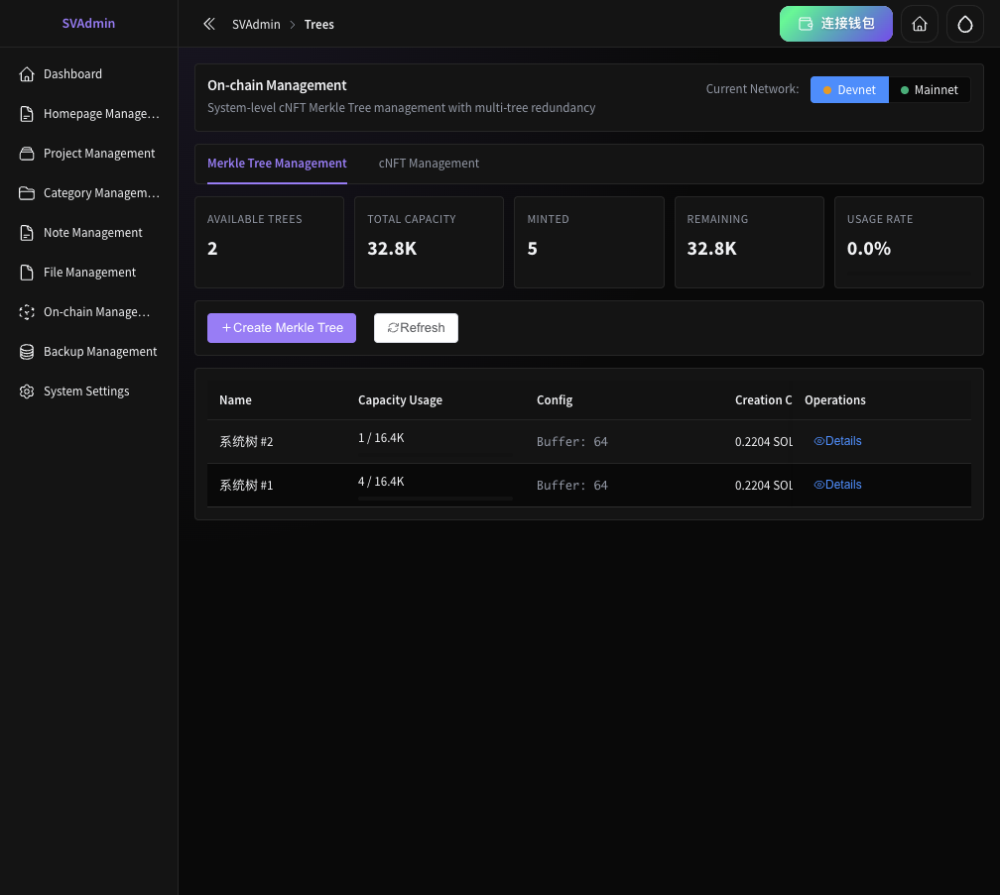 SVAdmin
SVAdmin
Trees
连接钱包
Dashboard
Homepage Manage…
Project Management
Category Managem…
Note Management
File Management
On-chain Manage…
Backup Management
System Settings
On-chain Management
System-level cNFT Merkle Tree management with multi-tree redundancy
Current Network:
Devnet
Mainnet
Merkle Tree Management
cNFT Management
AVAILABLE TREES
2
TOTAL CAPACITY
32.8K
MINTED
5
REMAINING
32.8K
USAGE RATE
0.0%
Create Merkle Tree
Refresh
Name Capacity Usage Config Creation C Operations
系统树 #2 1 / 16.4K Buffer: 64 0.2204 SOL Details
系统树 #1 4 / 16.4K Buffer: 64 0.2204 SOL Details